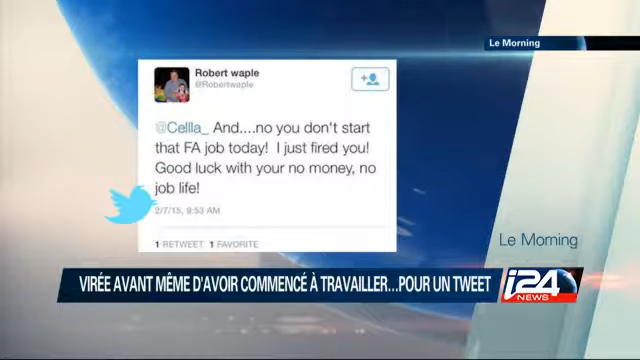 Le Morning
Robert waple
@Robertwaple
@Cellla_ And....no you don't start
that FA job today! I just fired you!
Good luck with your no money, no
job life!
2/7/15, 9:53 AM
1 RETWEET 1 FAVORITE
Le Morning
VIRÉE AVANT MÊME D'AVOIR COMMENCÉ À TRAVAILLER...POUR UN TWEET
i24
NEWS